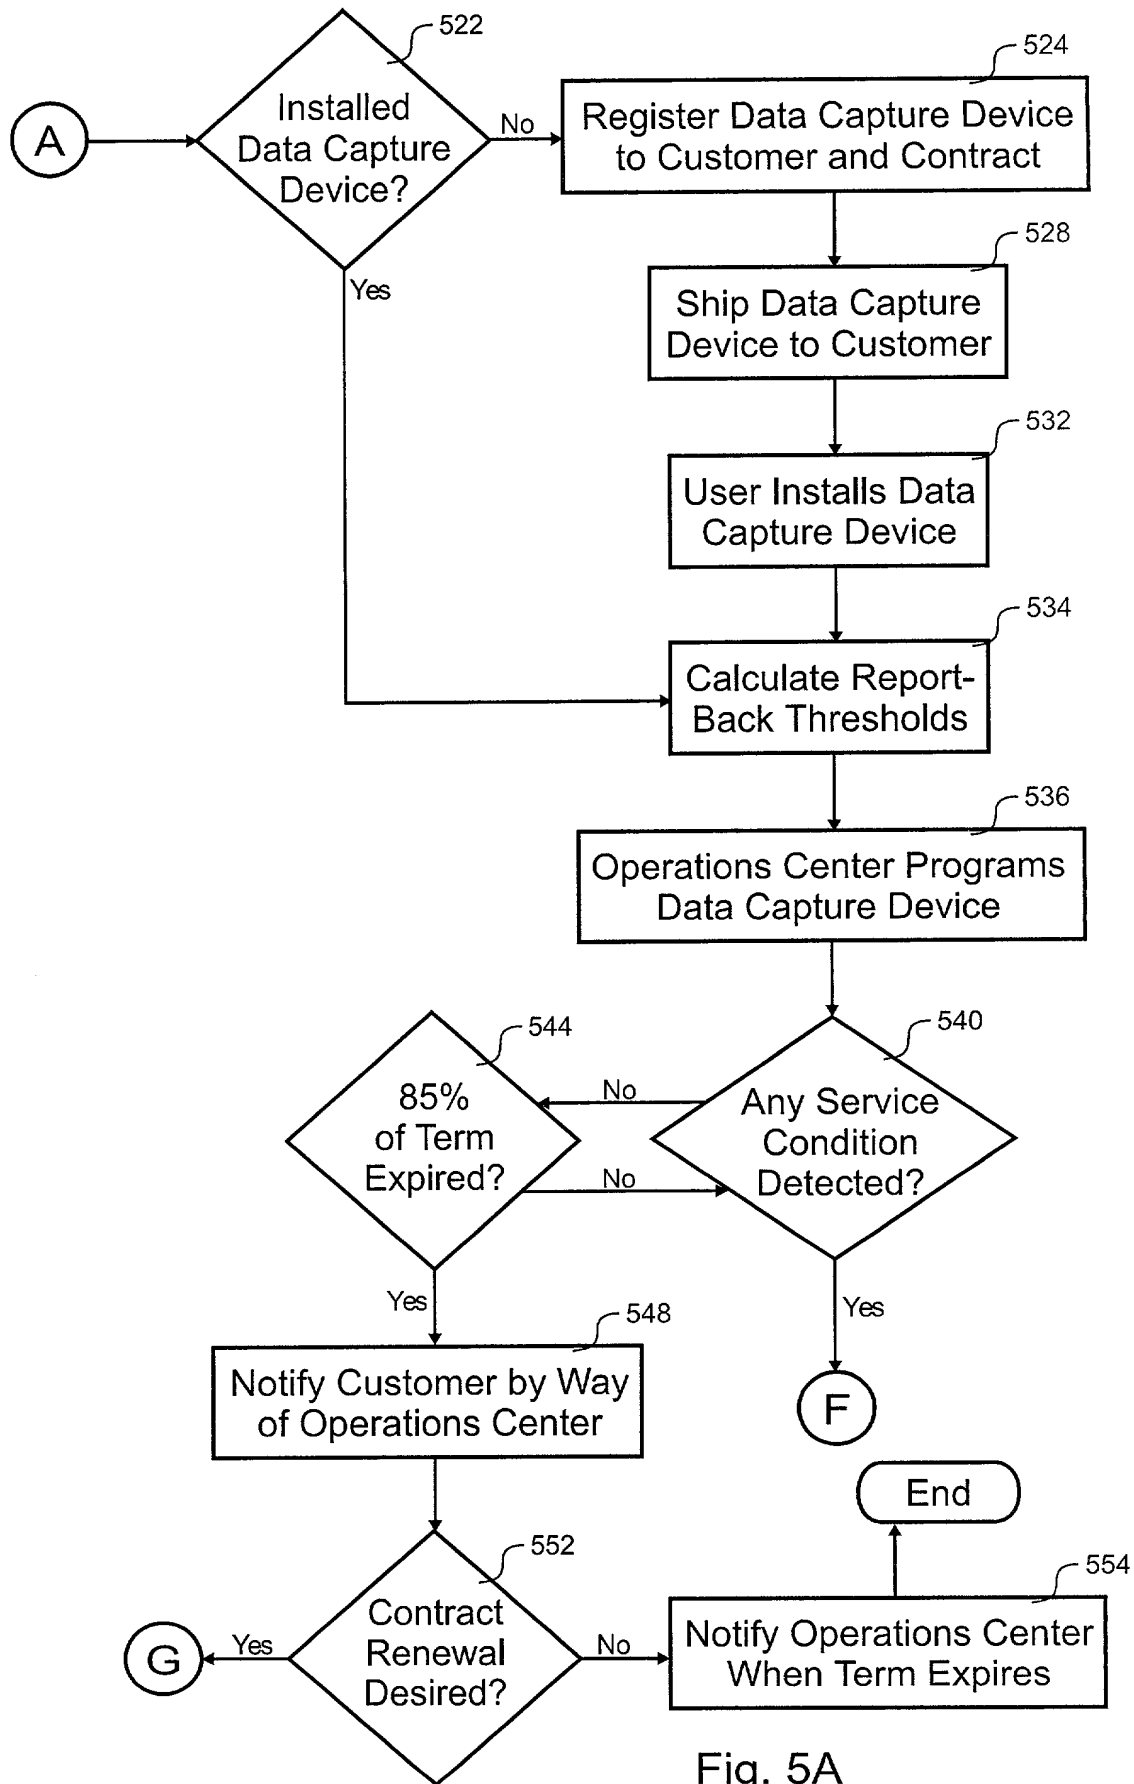 522
524
A
Installed
Data Capture
Device?
No
Register Data Capture Device
to Customer and Contract
528
Yes
Ship Data Capture
Device to Customer
532
User Installs Data
Capture Device
534
Calculate Report-
Back Thresholds
536
Operations Center Programs
Data Capture Device
544
540
85%
of Term
Expired?
No
No
Any Service
Condition
Detected?
Yes
Yes
548
Notify Customer by Way
of Operations Center
F
End
552
554
Contract
Renewal
Desired?
G
Yes
No
Notify Operations Center
When Term Expires
Fig. 5A